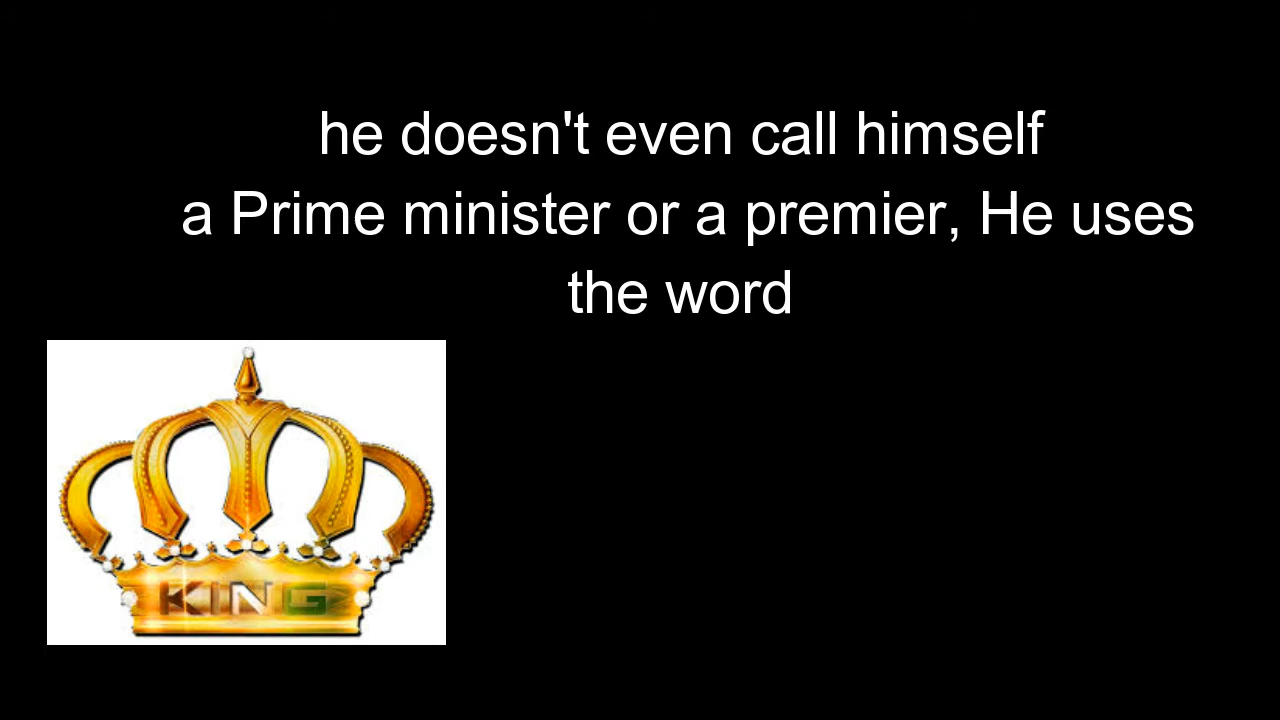 he doesn't even call himself
a Prime minister or a premier, He uses
the word
KING